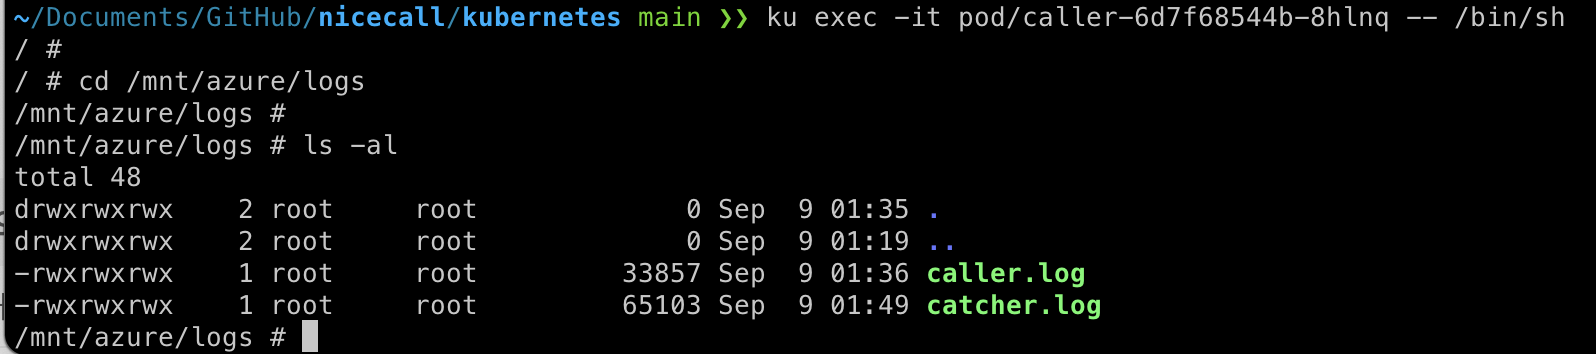 ~/Documents/GitHub/nicecall/kubernetes main ❯❯ ku exec -it pod/caller-6d7f68544b-8hlnq -- /bin/sh
/ #
/ # cd /mnt/azure/logs
/mnt/azure/logs #
/mnt/azure/logs # ls -al
total 48
drwxrwxrwx    2 root     root             0 Sep  9 01:35 .
drwxrwxrwx    2 root     root             0 Sep  9 01:19 ..
-rwxrwxrwx    1 root     root         33857 Sep  9 01:36 caller.log
-rwxrwxrwx    1 root     root         65103 Sep  9 01:49 catcher.log
/mnt/azure/logs #